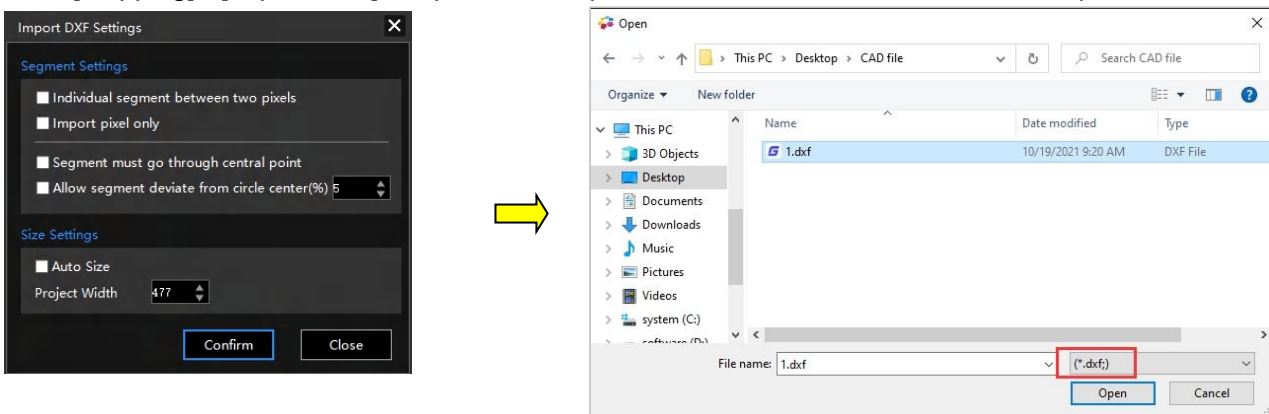 Import DXF Settings
Segment Settings
Individual segment between two pixels
Import pixel only
Segment must go through central point
Allow segment deviate from circle center(%) 5
Size Settings
Auto Size
Project Width 477
Confirm Close
Open
This PC > Desktop > CAD file Search CAD file
Organize New folder
Name Date modified Type
1.dxf 10/19/2021 9:20 AM DXF File
This PC
3D Objects
Desktop
Documents
Downloads
Music
Pictures
Videos
system (C:)
File name: 1.dxf (*.dxf;)
Open Cancel